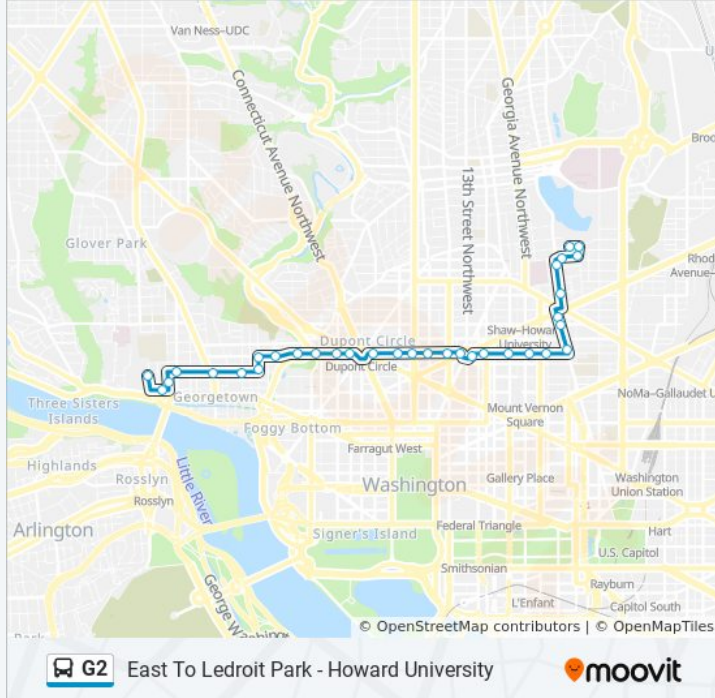 Van Ness–UDC
Connecticut Avenue Northwest
Georgia Avenue Northwest
13th Street Northwest
Broo
Glover Park
Rhod
Avenue–
Shaw–Howar
University
Dupont Circle
Dupont Circle
Georgetown
Three Sisters
Islands
NoMa–Gallaudet U
Mount Vernon
Square
Foggy Bottom
Farragut West
Highlands
Rosslyn
Rosslyn
Little River
Washington
Gallery Place
Washington
Union Station
Arlington
Signer's Island
Federal Triangle
Hart
U.S. Capitol
Smithsonian
Rayburn
George Washing
L'Enfant
Capitol South
Park
© OpenStreetMap contributors | © OpenMapTiles
G2 East To Ledroit Park - Howard University
moovit